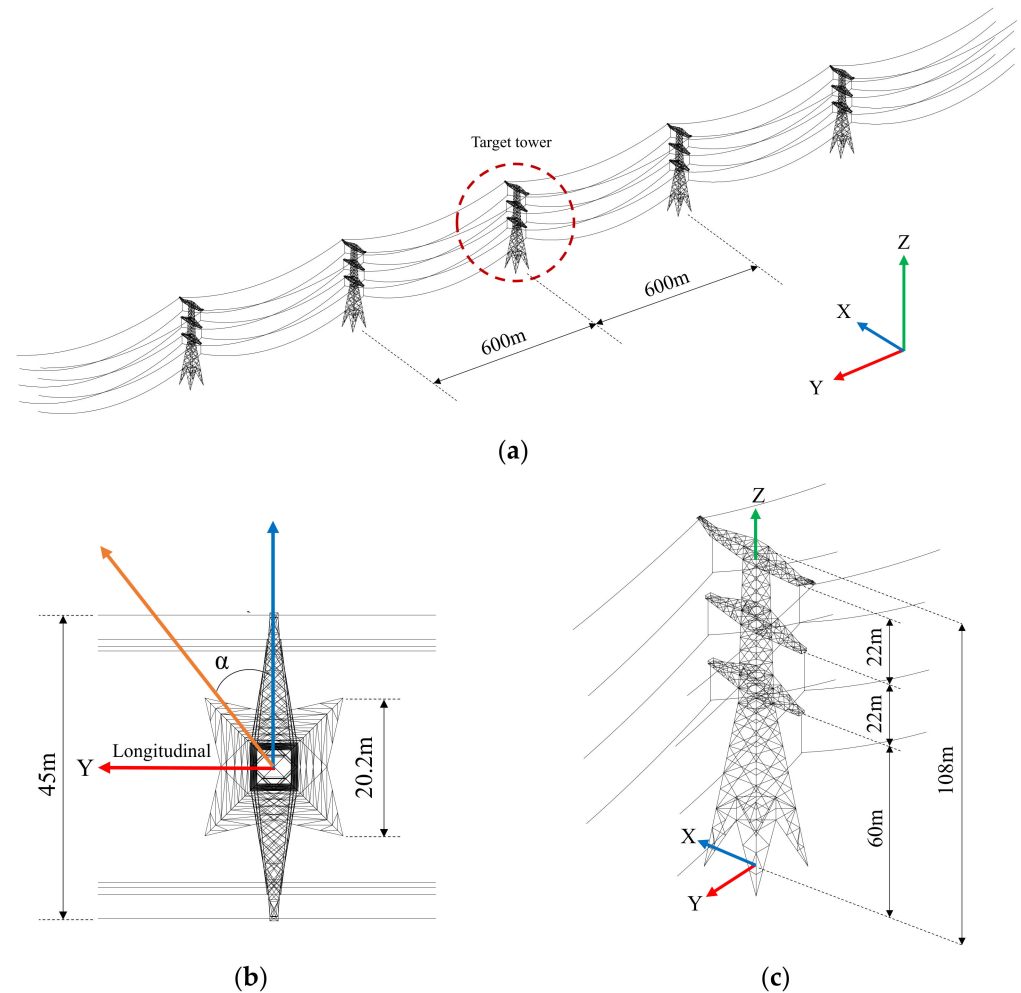 Target tower
Z
X
Y
600m
600m
(a)
Z
α
Longitudinal
Y
45m
20.2m
22m
22m
108m
60m
X
Y
(b)
(c)